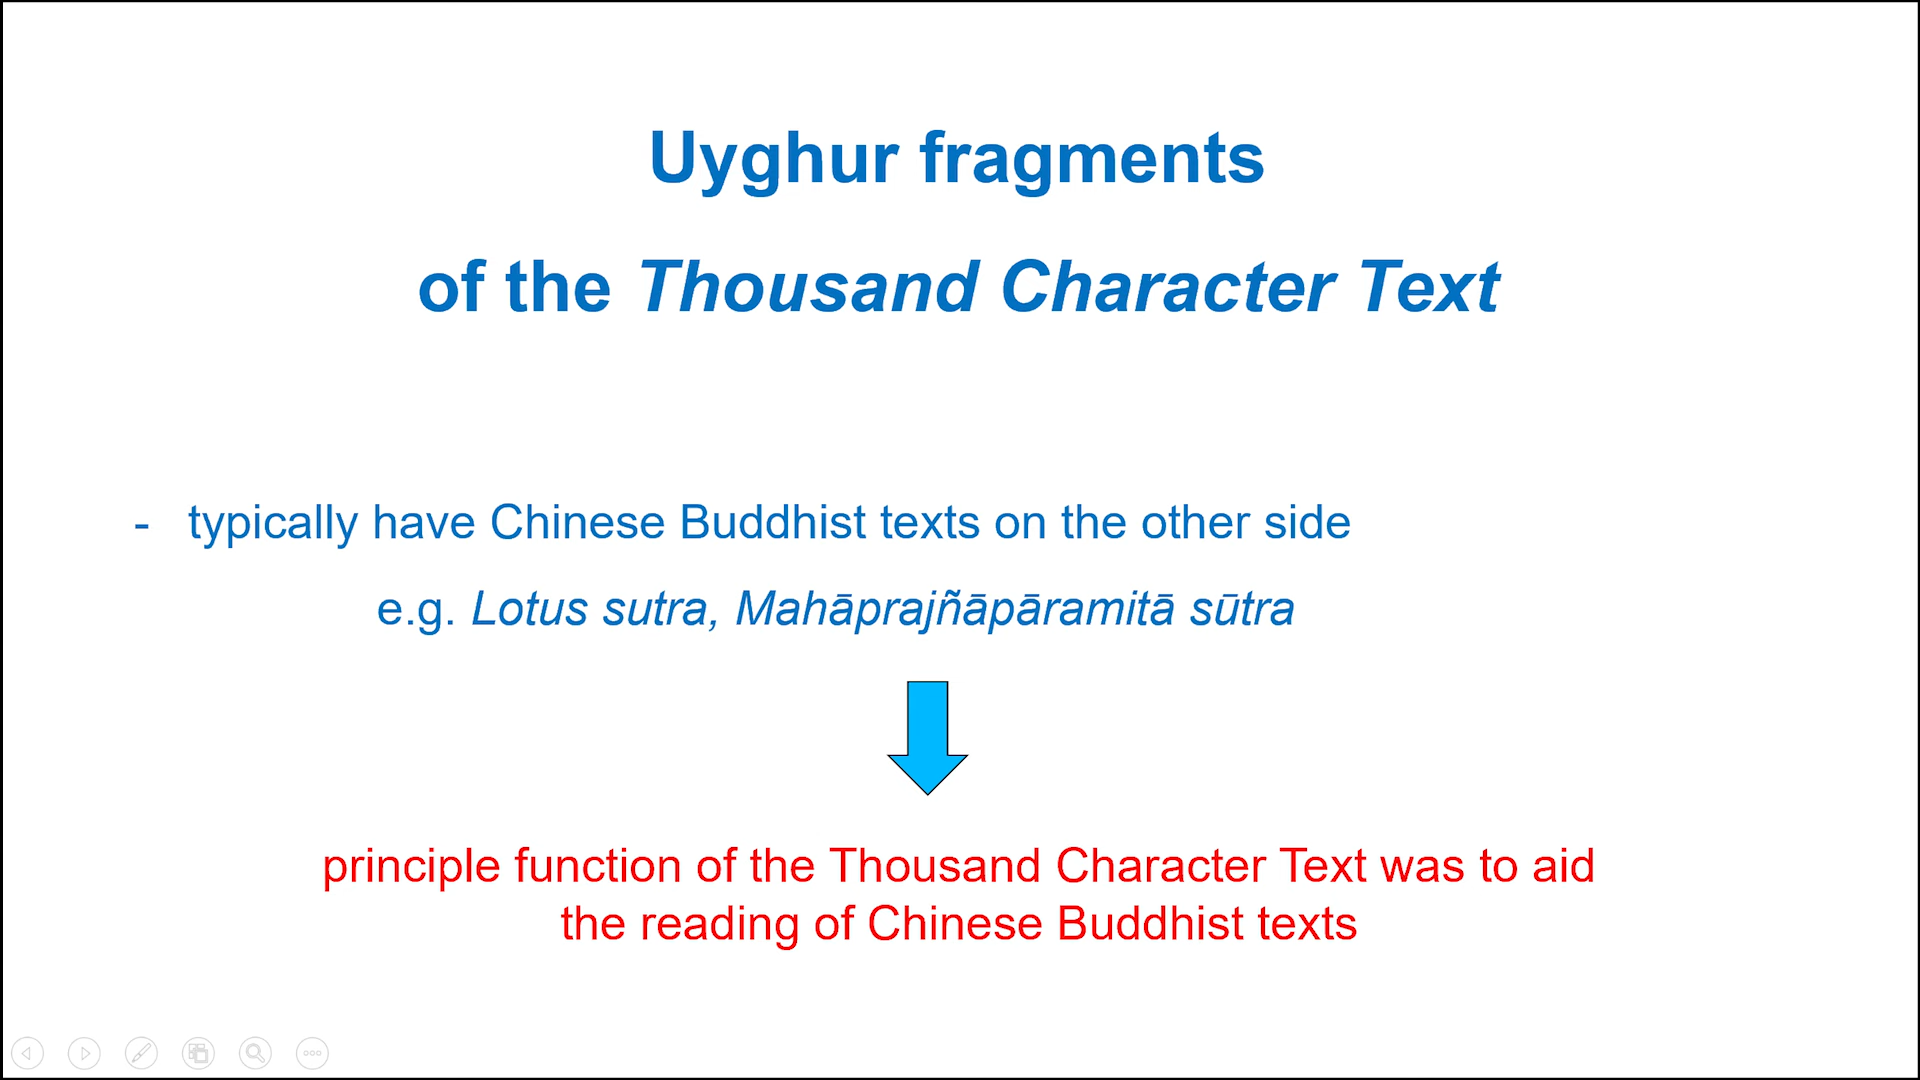 Uyghur fragments
of the Thousand Character Text
- typically have Chinese Buddhist texts on the other side
e.g. Lotus sutra, Mahāprajñāpāramitā sūtra
principle function of the Thousand Character Text was to aid
the reading of Chinese Buddhist texts